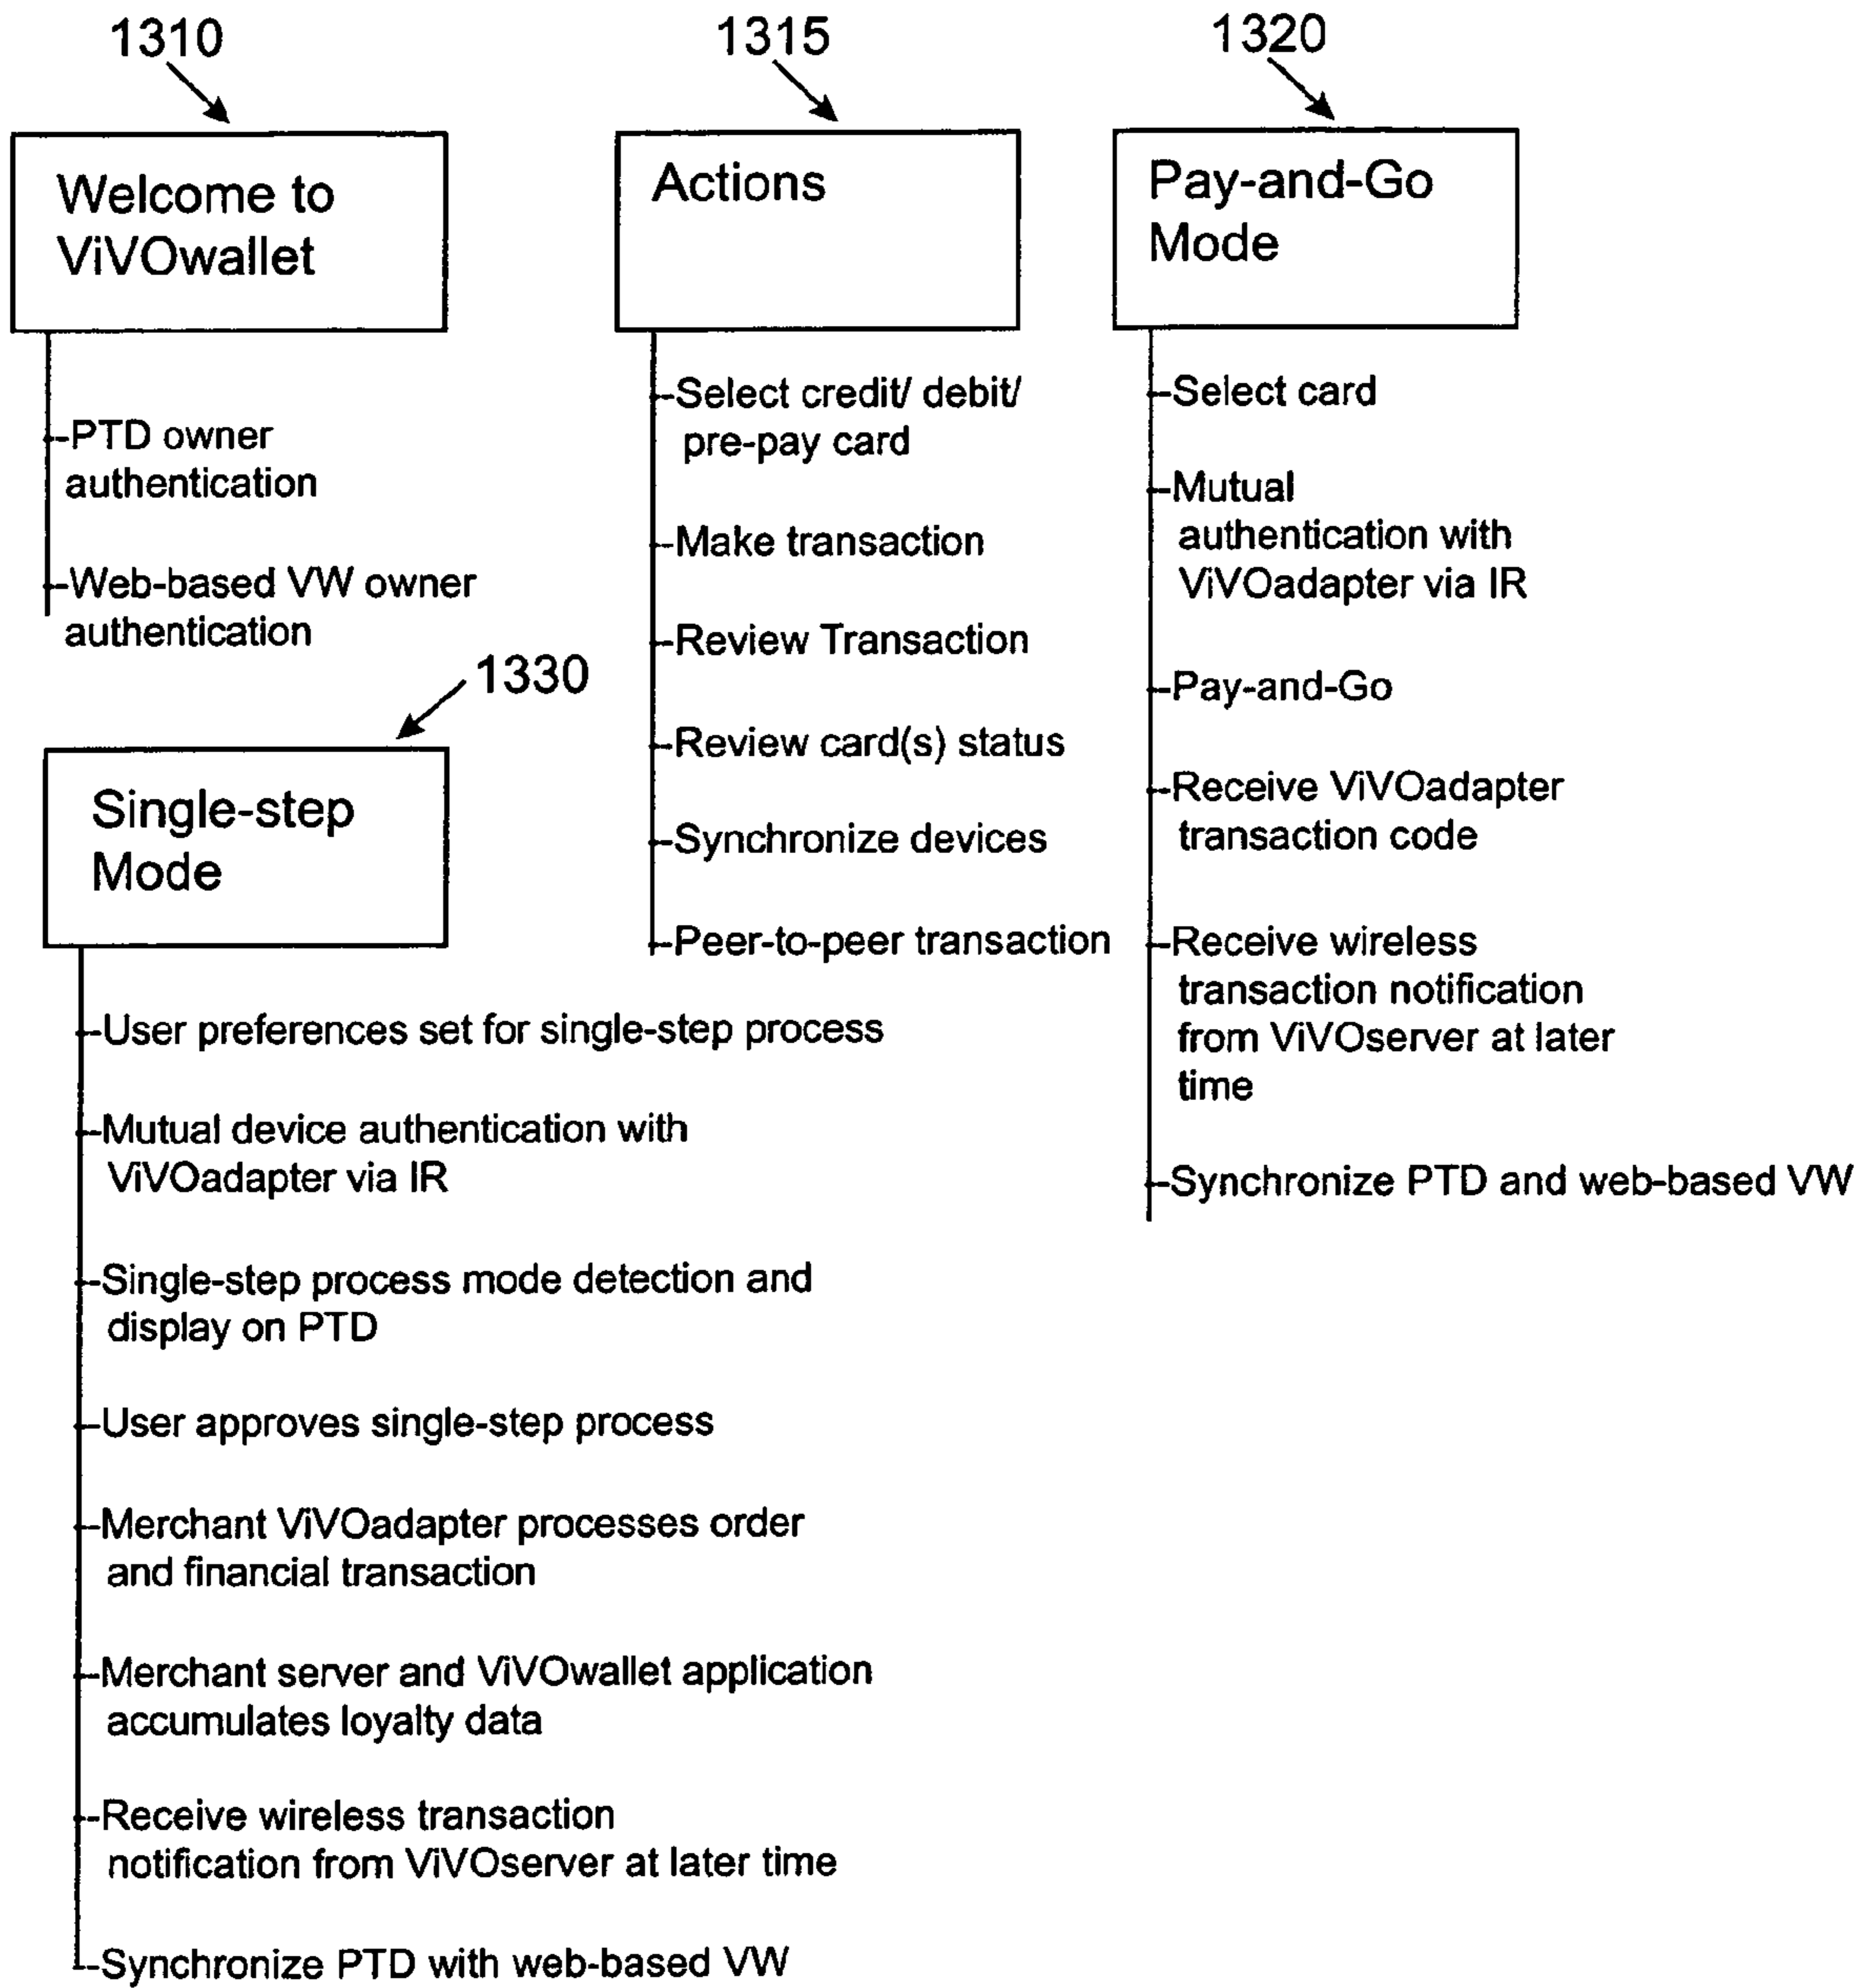 1310
Welcome to
ViVOwallet
PTD owner
authentication
Web-based VW owner
authentication
1330
Single-step
Mode
User preferences set for single-step process
Mutual device authentication with
ViVOadapter via IR
Single-step process mode detection and
display on PTD
User approves single-step process
Merchant ViVOadapter processes order
and financial transaction
Merchant server and ViVOwallet application
accumulates loyalty data
Receive wireless transaction
notification from ViVOserver at later time
Synchronize PTD with web-based VW
1315
Actions
Select credit/ debit/
pre-pay card
Make transaction
Review Transaction
Review card(s) status
Synchronize devices
Peer-to-peer transaction
1320
Pay-and-Go
Mode
Select card
Mutual
authentication with
ViVOadapter via IR
Pay-and-Go
Receive ViVOadapter
transaction code
Receive wireless
transaction notification
from ViVOserver at later
time
Synchronize PTD and web-based VW